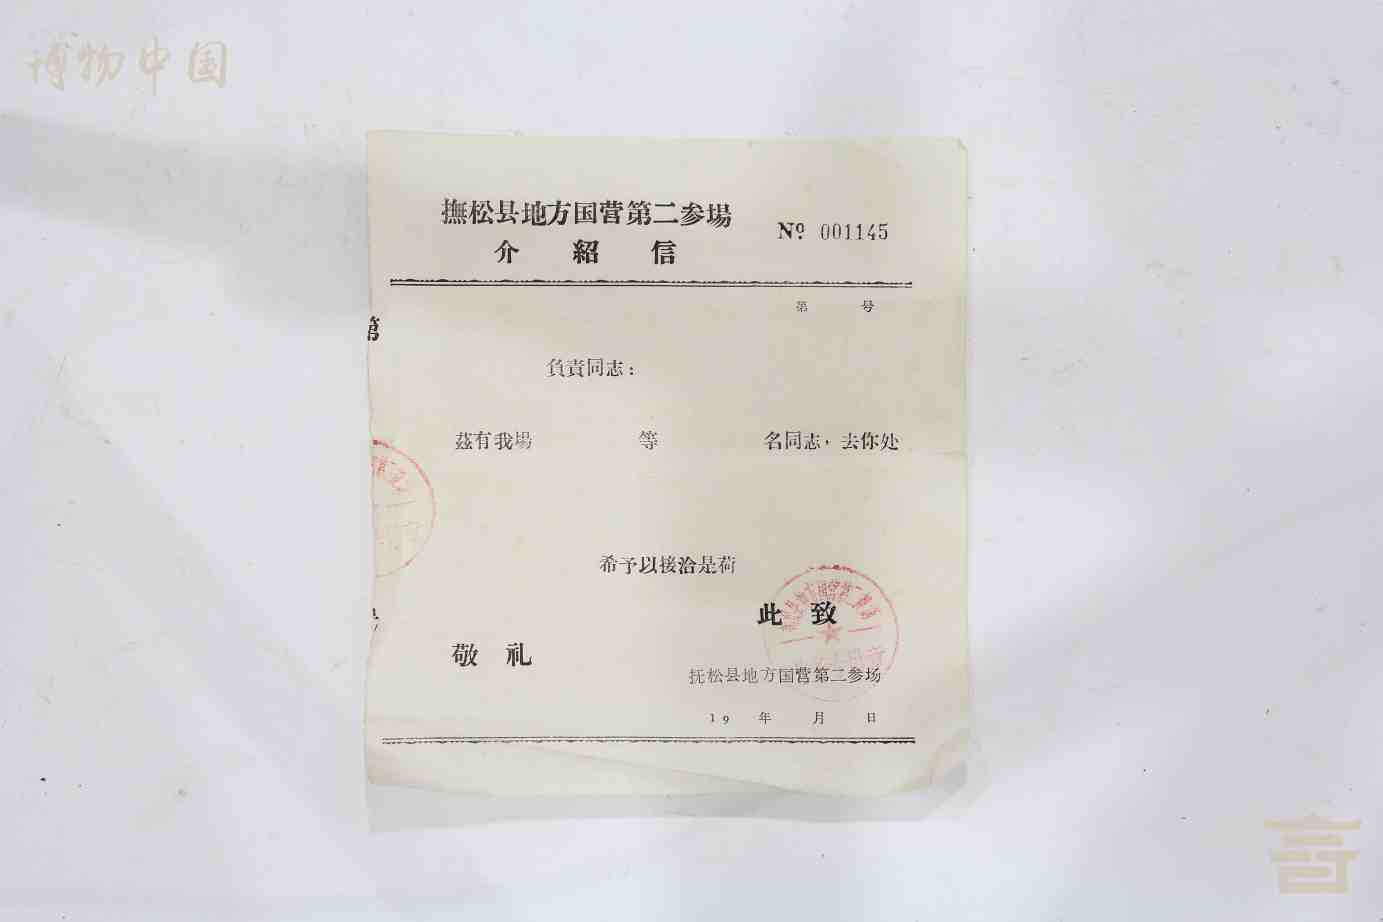 博物中国
撫松县地方国营第二参場
介紹信
№ 001145
第 号
第
負責同志：
茲有我場 等 名同志，去你处
希予以接洽是荷
此致
敬礼
抚松县地方国营第二参场
19 年 月 日